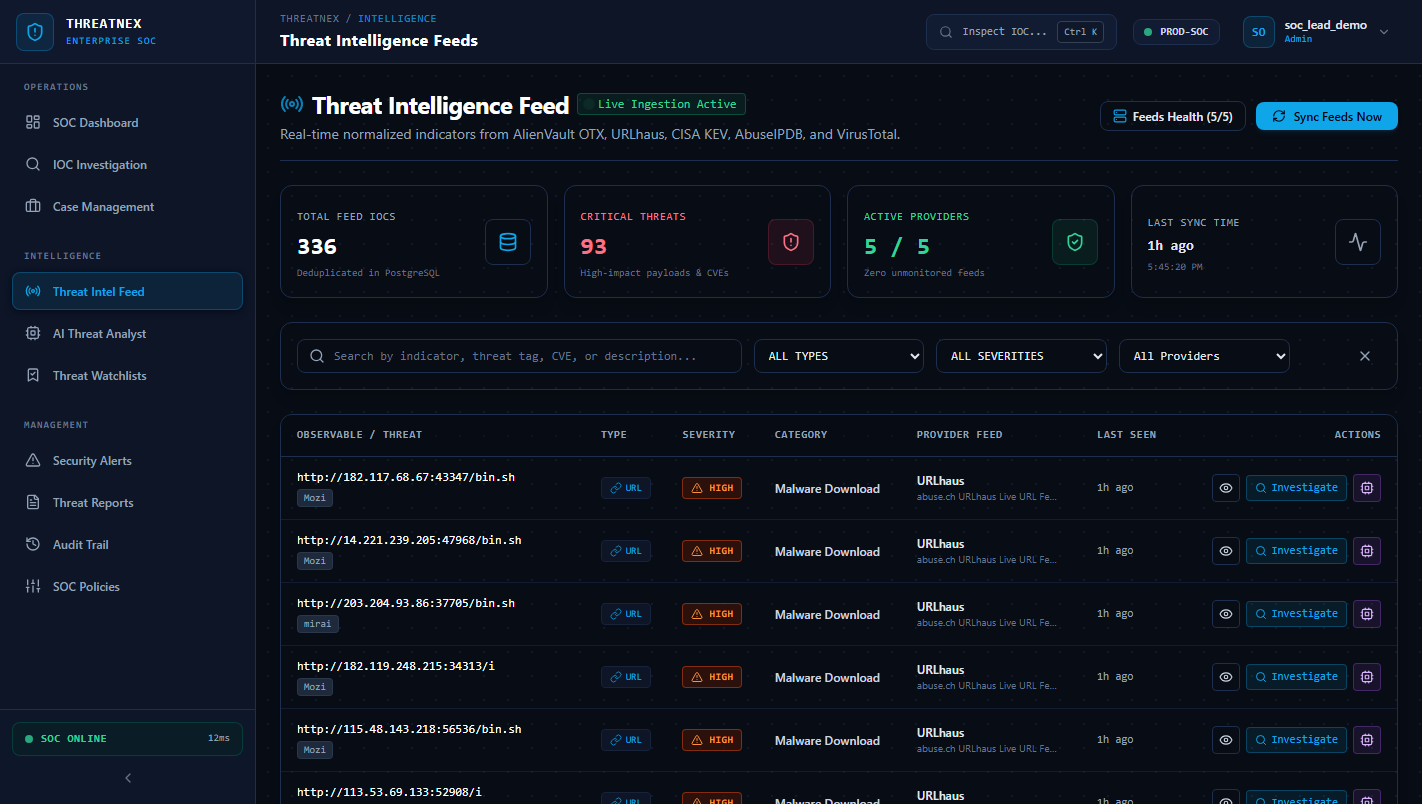 THREATNEX
ENTERPRISE SOC
THREATNEX / INTELLIGENCE
Threat Intelligence Feeds
Inspect IOC... Ctrl K
PROD-SOC
SO
soc_lead_demo
Admin
OPERATIONS
SOC Dashboard
IOC Investigation
Case Management
INTELLIGENCE
Threat Intel Feed
AI Threat Analyst
Threat Watchlists
MANAGEMENT
Security Alerts
Threat Reports
Audit Trail
SOC Policies
SOC ONLINE 12ms
Threat Intelligence Feed Live Ingestion Active
Real-time normalized indicators from AlienVault OTX, URLhaus, CISA KEV, AbuseIPDB, and VirusTotal.
Feeds Health (5/5) Sync Feeds Now
TOTAL FEED IOCS
336
Deduplicated in PostgreSQL
CRITICAL THREATS
93
High-impact payloads & CVEs
ACTIVE PROVIDERS
5 / 5
Zero unmonitored feeds
LAST SYNC TIME
1h ago
5:45:20 PM
Search by indicator, threat tag, CVE, or description... ALL TYPES ALL SEVERITIES All Providers
OBSERVABLE / THREAT TYPE SEVERITY CATEGORY PROVIDER FEED LAST SEEN ACTIONS
http://182.117.68.67:43347/bin.sh
Mozi
URL HIGH Malware Download
URLhaus
abuse.ch URLhaus Live URL Fe...
1h ago Investigate
http://14.221.239.205:47968/bin.sh
Mozi
URL HIGH Malware Download
URLhaus
abuse.ch URLhaus Live URL Fe...
1h ago Investigate
http://203.204.93.86:37705/bin.sh
mirai
URL HIGH Malware Download
URLhaus
abuse.ch URLhaus Live URL Fe...
1h ago Investigate
http://182.119.248.215:34313/i
Mozi
URL HIGH Malware Download
URLhaus
abuse.ch URLhaus Live URL Fe...
1h ago Investigate
http://115.48.143.218:56536/bin.sh
Mozi
URL HIGH Malware Download
URLhaus
abuse.ch URLhaus Live URL Fe...
1h ago Investigate
http://113.53.69.133:52908/i
URL HIGH Malware Download
URLhaus
1h ago Investigate